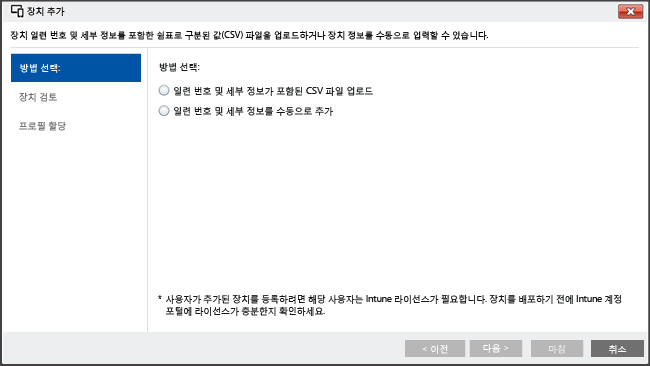 장치 추가
장치 일련 번호 및 세부 정보를 포함한 쉼표로 구분된 값(CSV) 파일을 업로드하거나 장치 정보를 수동으로 입력할 수 있습니다.
방법 선택:
장치 검토
프로필 할당
방법 선택:
일련 번호 및 세부 정보가 포함된 CSV 파일 업로드
일련 번호 및 세부 정보를 수동으로 추가
* 사용자가 추가된 장치를 등록하려면 해당 사용자는 Intune 라이선스가 필요합니다. 장치를 배포하기 전에 Intune 계정
포털에 라이선스가 충분한지 확인하세요.
< 이전
다음 >
마침
취소